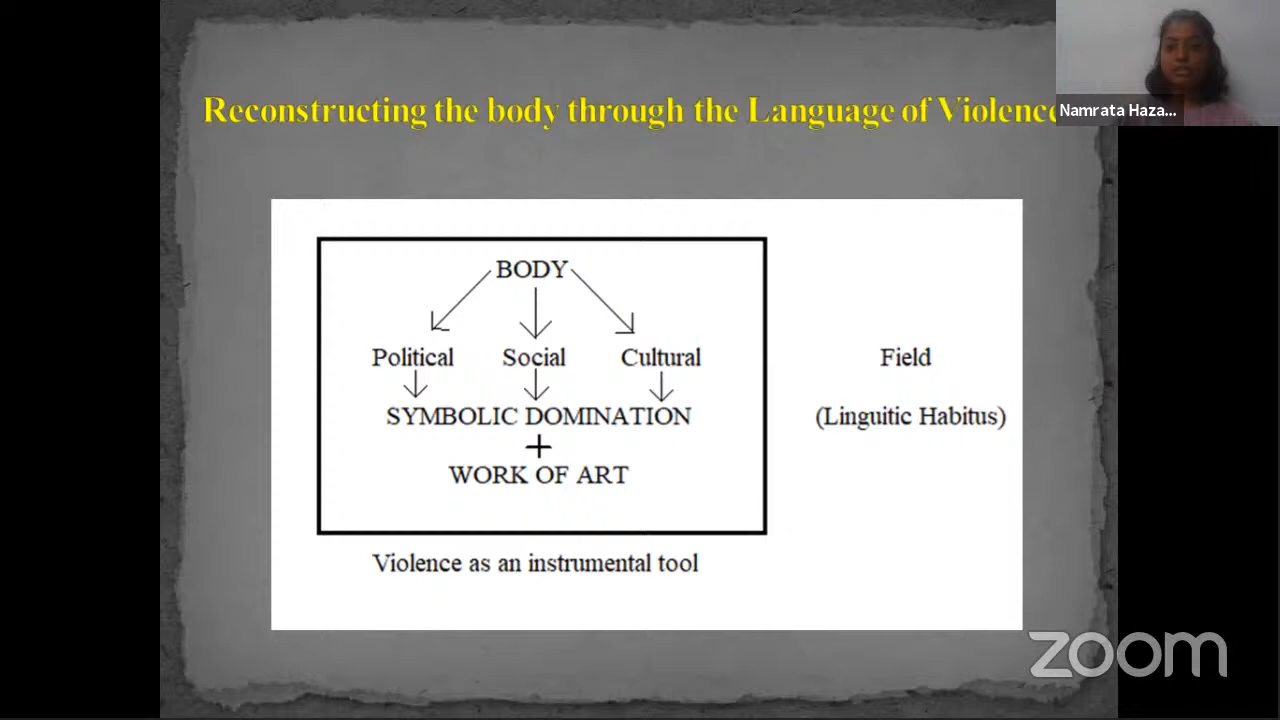 Reconstructing the body through the Language of Violence
Namrata Haza...
BODY
Political Social Cultural
SYMBOLIC DOMINATION
+
WORK OF ART
Field
(Linguitic Habitus)
Violence as an instrumental tool
zoom